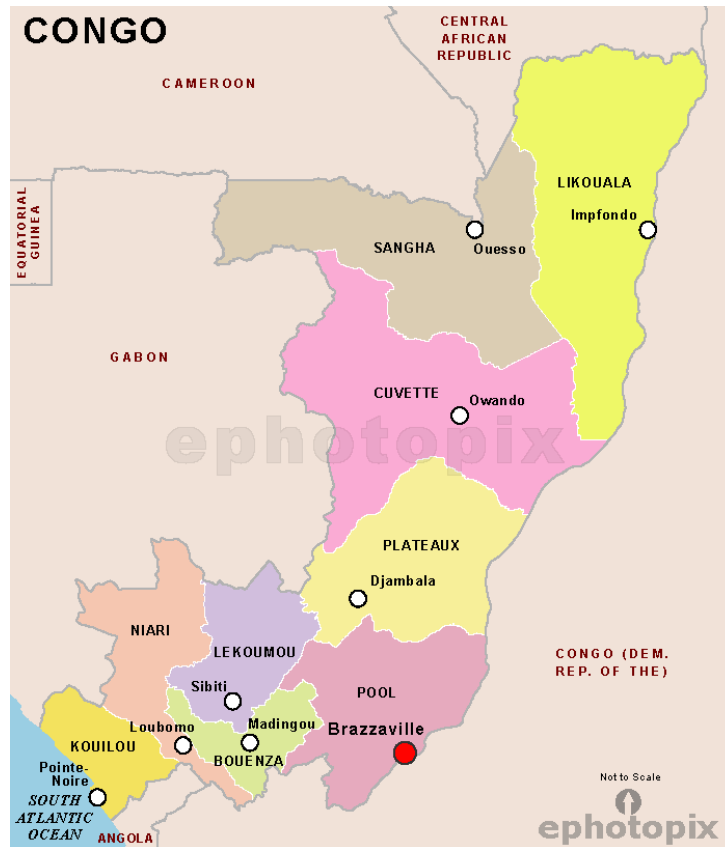 CONGO
CENTRAL
AFRICAN
REPUBLIC
CAMEROON
LIKOUALA
Impfondo
EQUATORIAL
GUINEA
SANGHA
Ouesso
GABON
CUVETTE
Owando
ephotopix
PLATEAUX
Djambala
NIARI
LEKOUMOU
CONGO (DEM.
REP. OF THE)
Sibiti
POOL
Madingou
Brazzaville
Loubomo
KOUILOU
BOUENZA
Pointe-
Noire
SOUTH
ATLANTIC
OCEAN
ANGOLA
Not to Scale
ephotopix